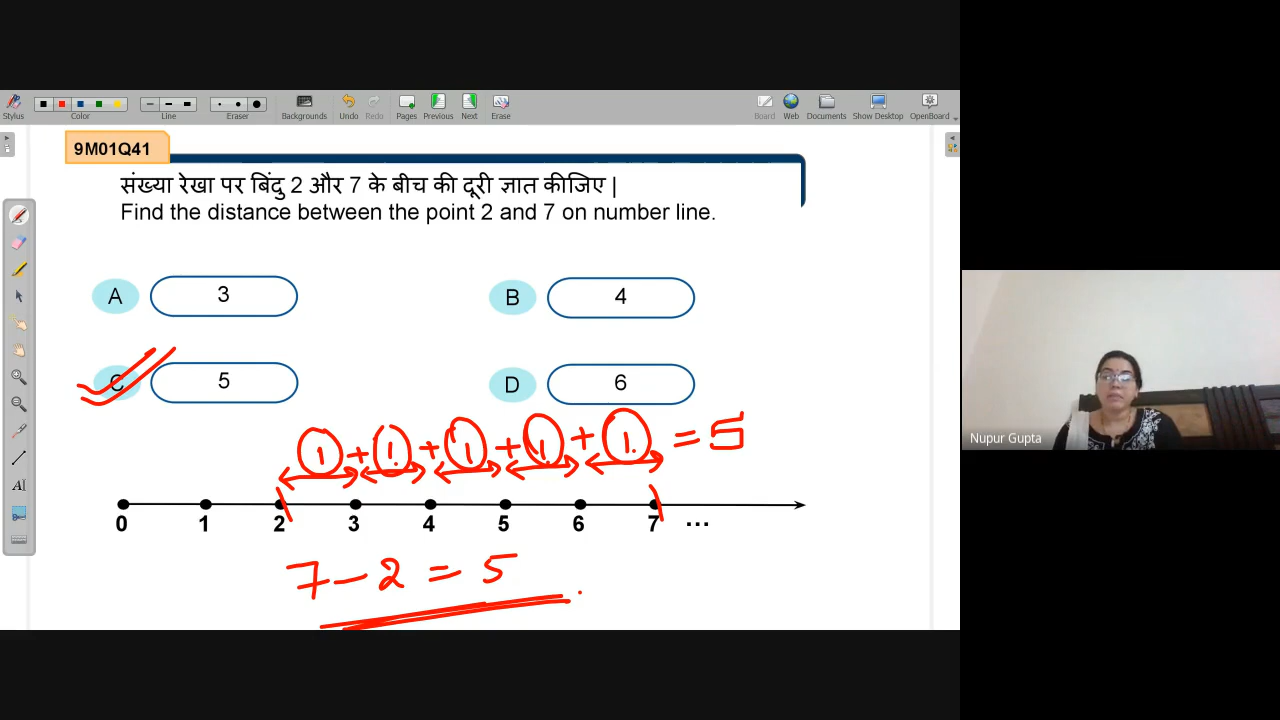 Stylus Color Line Eraser Backgrounds Undo Redo Pages Previous Next Erase Board Web Documents Show Desktop OpenBoard
9M01Q41
संख्या रेखा पर बिंदु 2 और 7 के बीच की दूरी ज्ञात कीजिए |
Find the distance between the point 2 and 7 on number line.
A 3 B 4
C 5 D 6
1 + 1 + 1 + 1 + 1 = 5
0 1 2 3 4 5 6 7 ...
7 - 2 = 5
Nupur Gupta